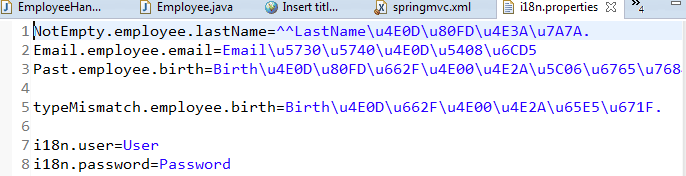 EmployeeHan...
Employee.java
Insert titl...
springmvc.xml
i18n.properties
4
1 NotEmpty.employee.lastName=^^LastName\u4E0D\u80FD\u4E3A\u7A7A.
2 Email.employee.email=Email\u5730\u5740\u4E0D\u5408\u6CD5
3 Past.employee.birth=Birth\u4E0D\u80FD\u662F\u4E00\u4E2A\u5C06\u6765\u768
4
5 typeMismatch.employee.birth=Birth\u4E0D\u662F\u4E00\u4E2A\u65E5\u671F.
6
7 i18n.user=User
8 i18n.password=Password